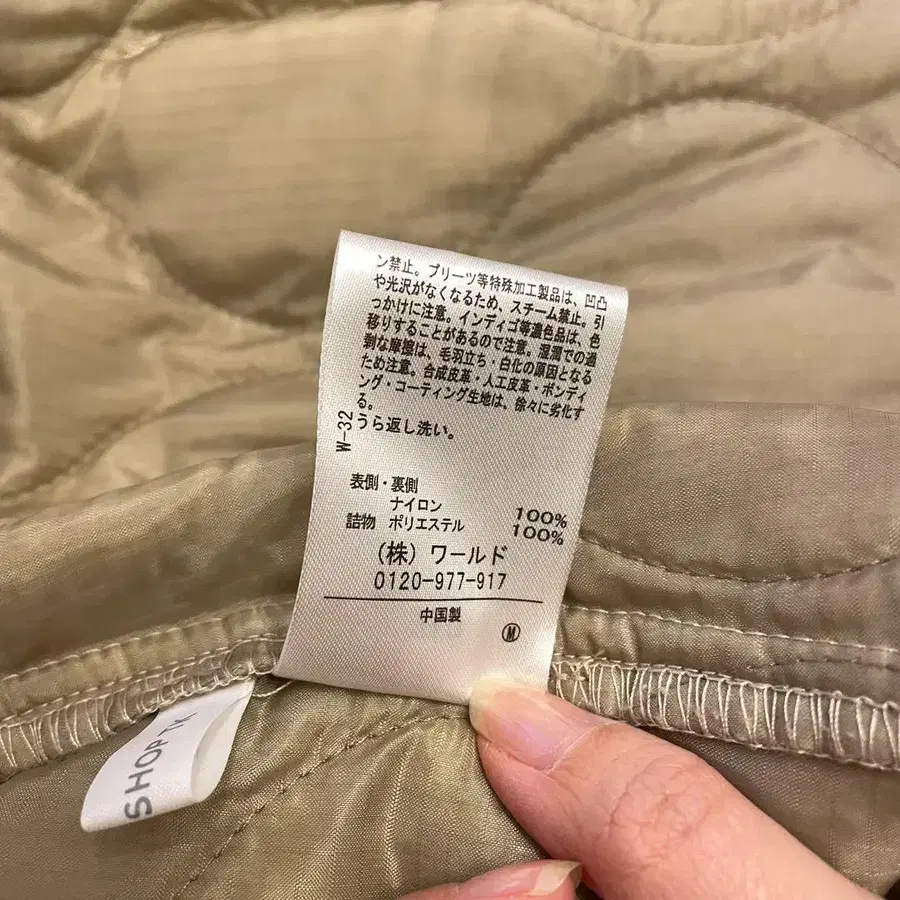 ン禁止。プリーツ等特殊加工製品は、凹凸
や光沢がなくなるため、スチーム禁止。引
っかけに注意。インディゴ等濃色品は、色
移りすることがあるので注意。湿潤での過
剰な摩擦は、毛羽立ち・白化の原因となる
ため注意。合成皮革・人工皮革・ボンディ
ング・コーティング生地は、徐々に劣化す
る。
うら返し洗い。
W-32
表側・裏側
ナイロン 100%
詰物 ポリエステル 100%
(株) ワールド
0120-977-917
中国製
M
SHOP TK